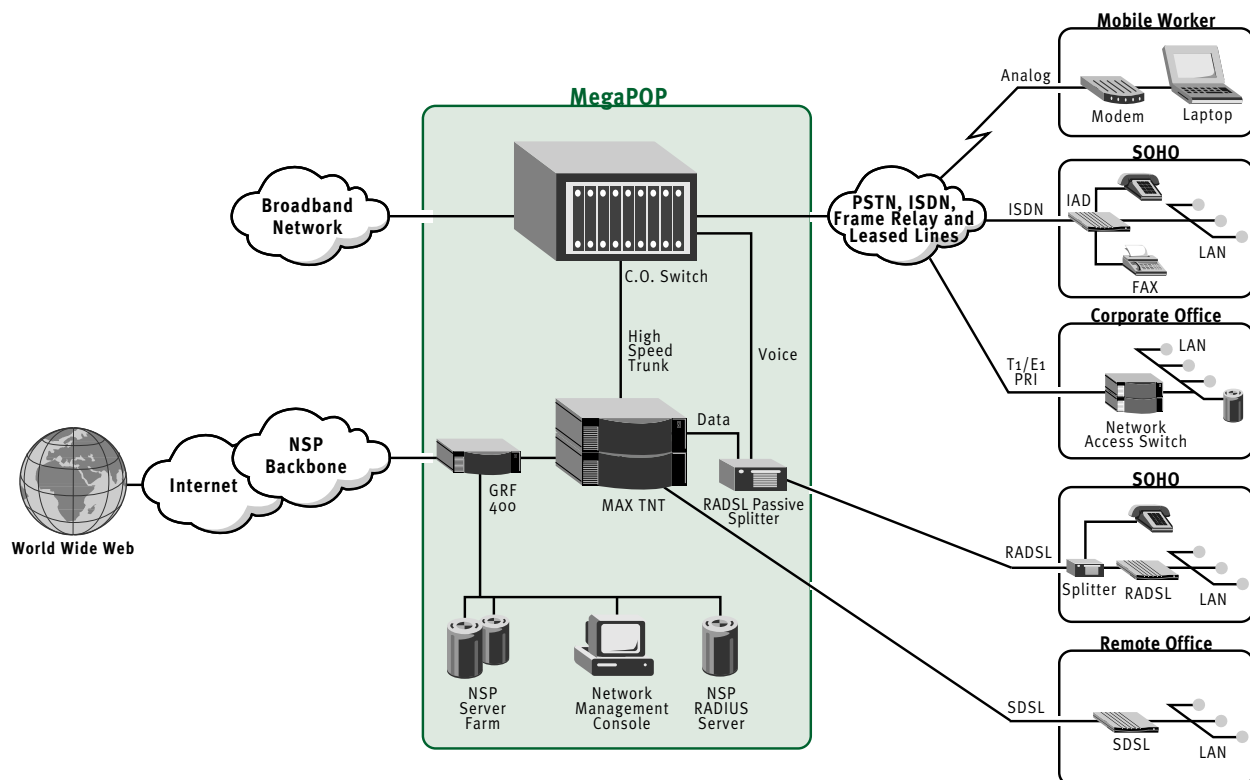 Mobile Worker
Analog
Modem
Laptop
MegaPOP
SOHO
IAD
ISDN
LAN
FAX
Broadband
Network
PSTN, ISDN,
Frame Relay and
Leased Lines
C.O. Switch
High
Speed
Trunk
Voice
Corporate Office
LAN
T1/E1
PRI
Network
Access Switch
Data
NSP
Backbone
Internet
GRF
400
MAX TNT
RADSL Passive
Splitter
World Wide Web
SOHO
RADSL
Splitter
RADSL
LAN
NSP
Server
Farm
Network
Management
Console
NSP
RADIUS
Server
Remote Office
SDSL
SDSL
LAN